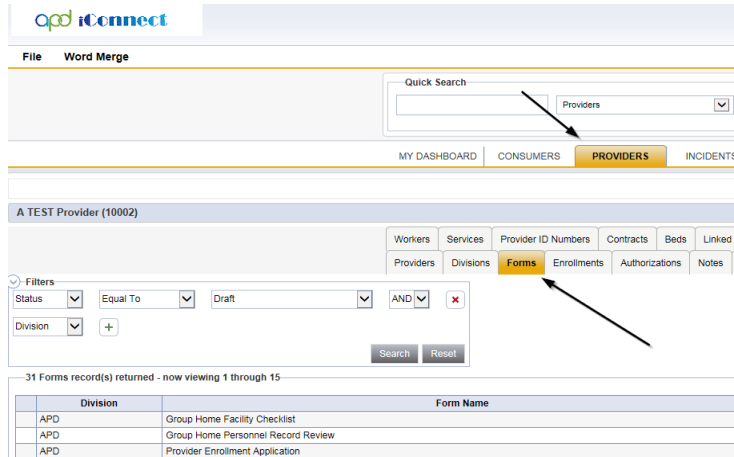 apd iConnect
File Word Merge
Quick Search
Providers
MY DASHBOARD CONSUMERS PROVIDERS INCIDENTS
A TEST Provider (10002)
Workers Services Provider ID Numbers Contracts Beds Linked
Providers Divisions Forms Enrollments Authorizations Notes
Filters
Status Equal To Draft AND
Division
Search Reset
31 Forms record(s) returned - now viewing 1 through 15
Division Form Name
APD Group Home Facility Checklist
APD Group Home Personnel Record Review
APD Provider Enrollment Application